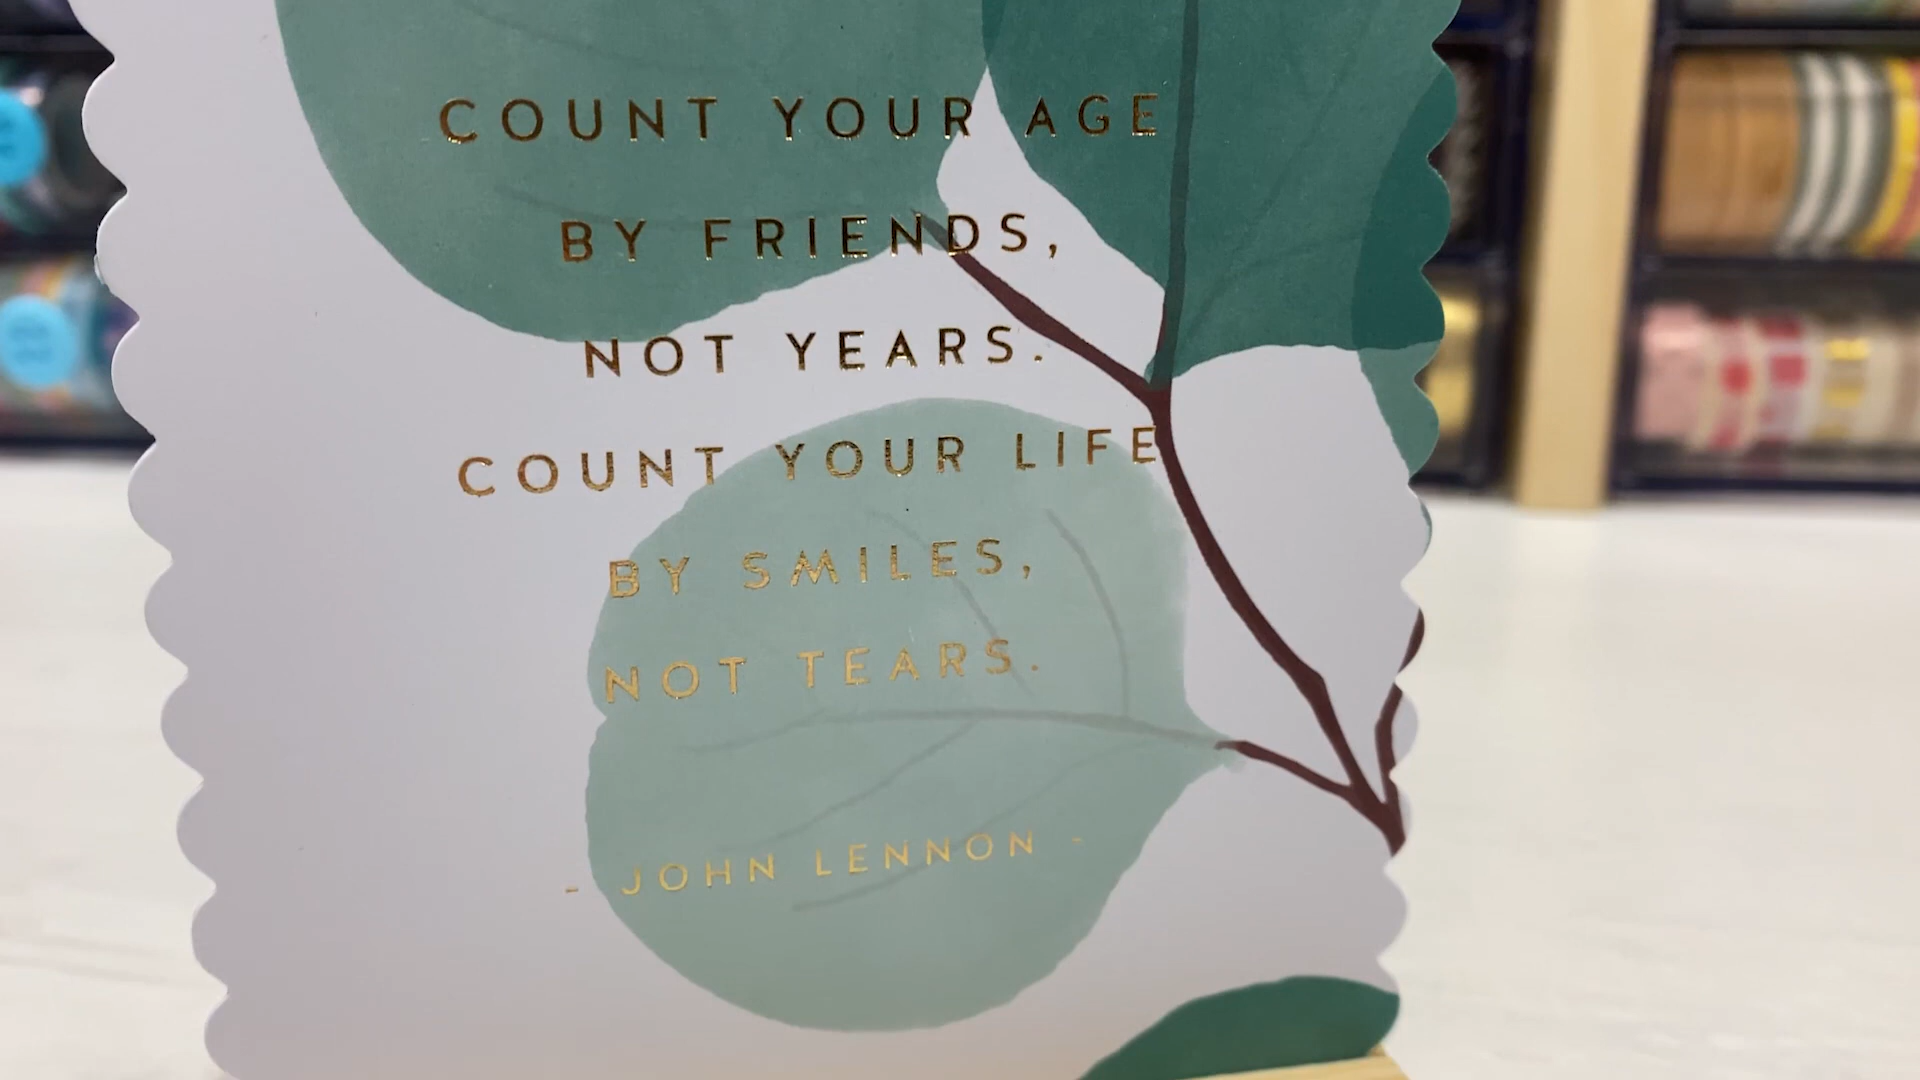 COUNT YOUR AGE
BY FRIENDS,
NOT YEARS.
COUNT YOUR LIFE
BY SMILES,
NOT TEARS.
- JOHN LENNON -